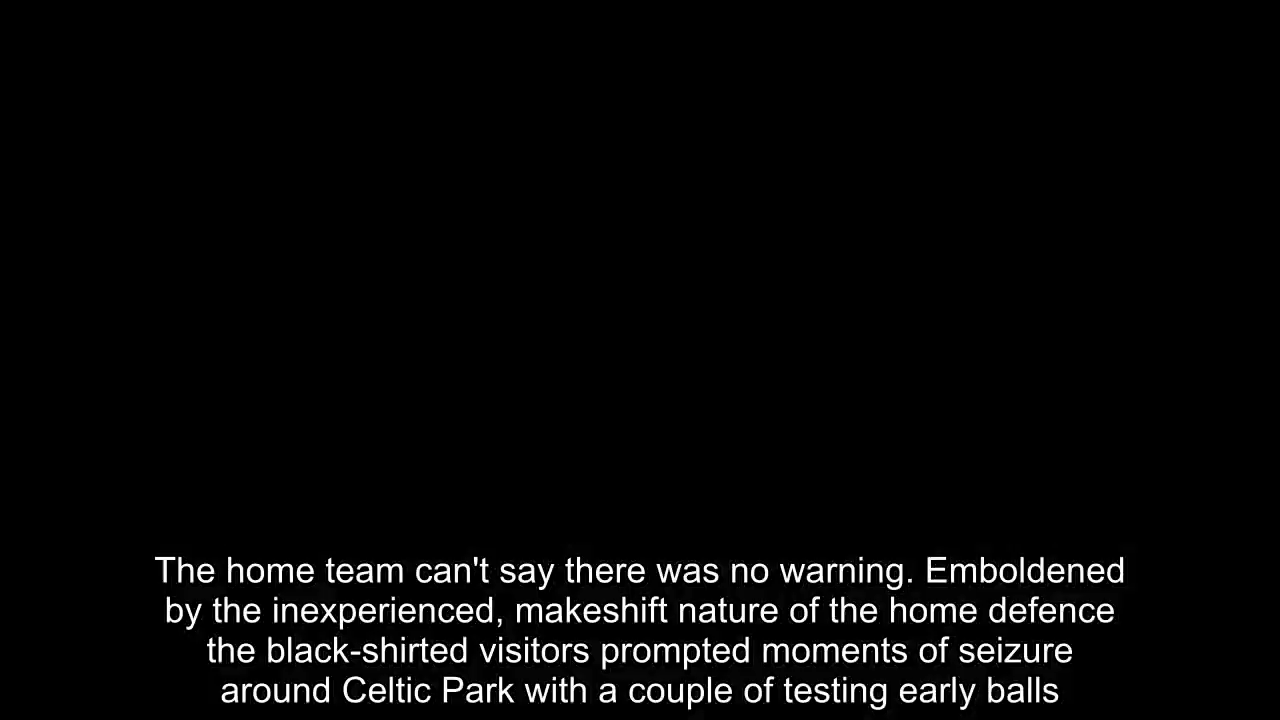 The home team can't say there was no warning. Emboldened
by the inexperienced, makeshift nature of the home defence
the black-shirted visitors prompted moments of seizure
around Celtic Park with a couple of testing early balls